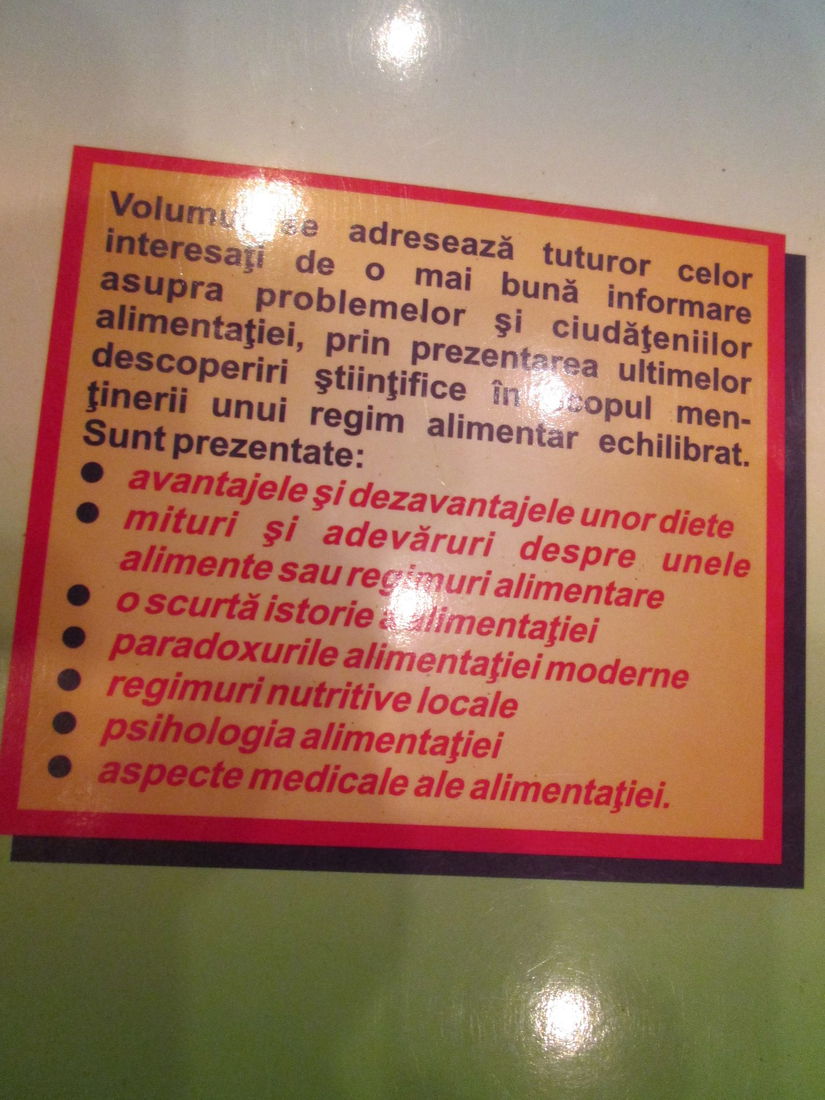 Volumul se adresează tuturor celor
interesaţi de o mai bună informare
asupra problemelor şi ciudăţeniilor
alimentaţiei, prin prezentarea ultimelor
descoperiri ştiinţifice în scopul men-
ţinerii unui regim alimentar echilibrat.
Sunt prezentate:
● avantajele şi dezavantajele unor diete
● mituri şi adevăruri despre unele
alimente sau regimuri alimentare
● o scurtă istorie a alimentaţiei
● paradoxurile alimentaţiei moderne
● regimuri nutritive locale
● psihologia alimentaţiei
● aspecte medicale ale alimentaţiei.